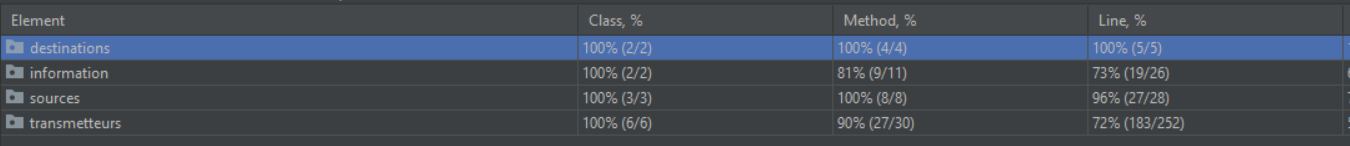 Element Class, % Method, % Line, %
destinations 100% (2/2) 100% (4/4) 100% (5/5)
information 100% (2/2) 81% (9/11) 73% (19/26)
sources 100% (3/3) 100% (8/8) 96% (27/28)
transmetteurs 100% (6/6) 90% (27/30) 72% (183/252)